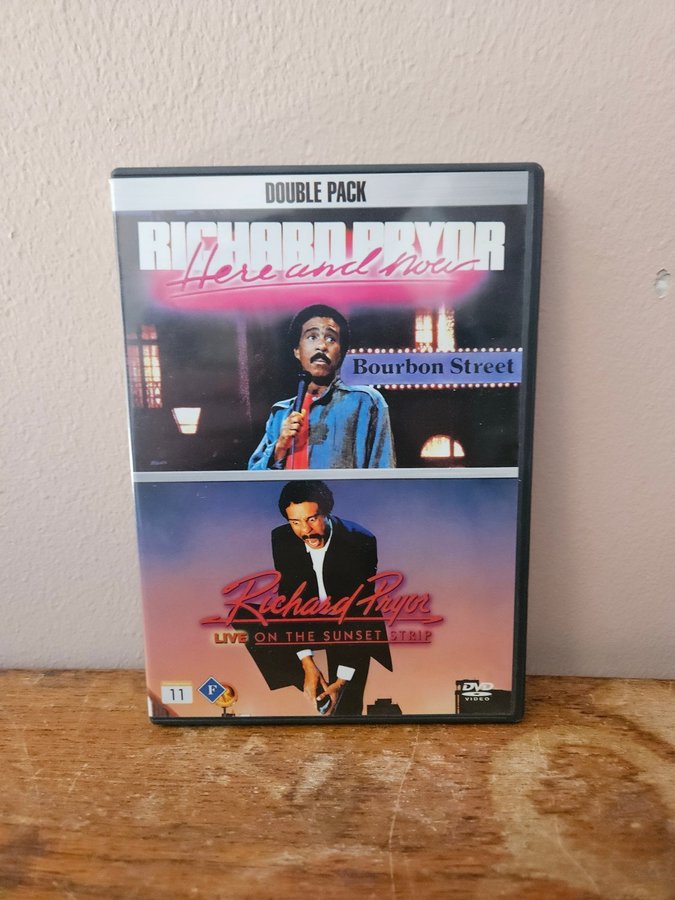 DOUBLE PACK
RICHARD PRYOR
Here and Now
Bourbon Street
Richard Pryor
LIVE ON THE SUNSET STRIP
11
F
DVD
VIDEO